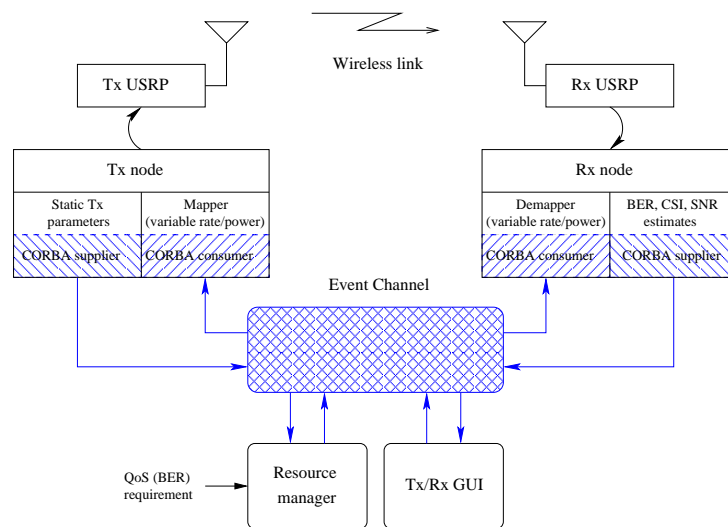 Wireless link
Tx USRP
Rx USRP
Tx node
Rx node
Static Tx
parameters
Mapper
(variable rate/power)
Demapper
(variable rate/power)
BER, CSI, SNR
estimates
CORBA supplier
CORBA consumer
CORBA consumer
CORBA supplier
Event Channel
QoS (BER)
requirement
Resource
manager
Tx/Rx GUI